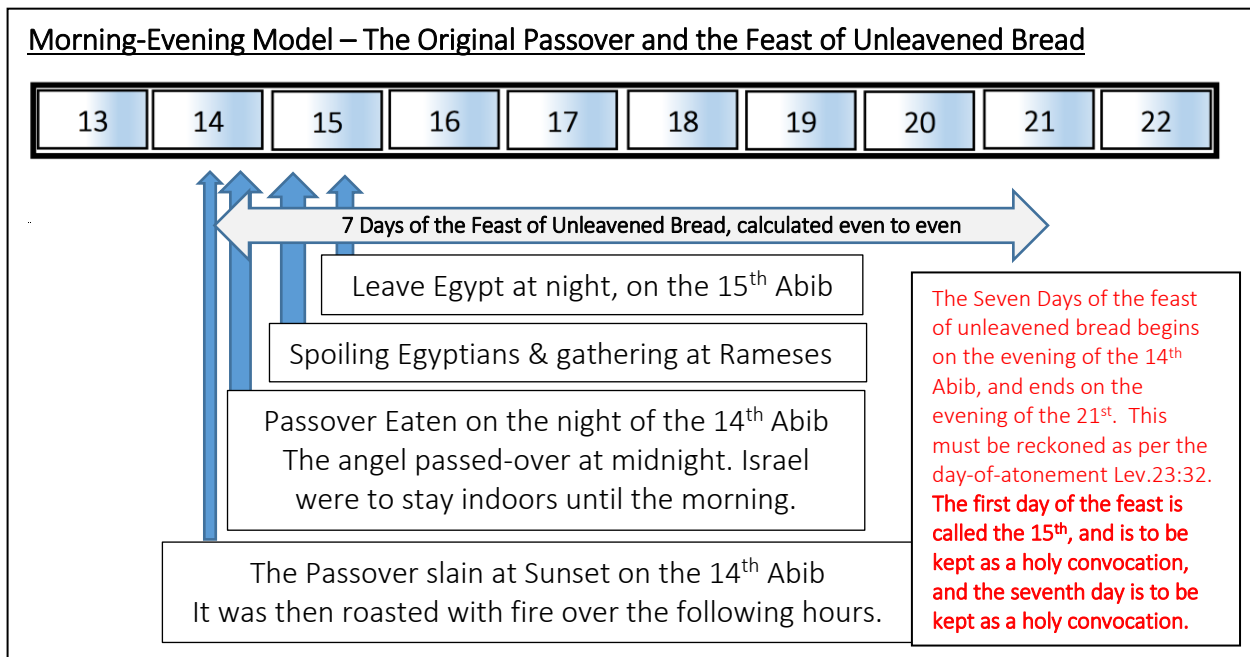 Morning-Evening Model – The Original Passover and the Feast of Unleavened Bread
13 14 15 16 17 18 19 20 21 22
7 Days of the Feast of Unleavened Bread, calculated even to even
Leave Egypt at night, on the 15th Abib
Spoiling Egyptians & gathering at Rameses
Passover Eaten on the night of the 14th Abib
The angel passed-over at midnight. Israel
were to stay indoors until the morning.
The Passover slain at Sunset on the 14th Abib
It was then roasted with fire over the following hours.
The Seven Days of the feast
of unleavened bread begins
on the evening of the 14th
Abib, and ends on the
evening of the 21st. This
must be reckoned as per the
day-of-atonement Lev.23:32.
The first day of the feast is
called the 15th, and is to be
kept as a holy convocation,
and the seventh day is to be
kept as a holy convocation.